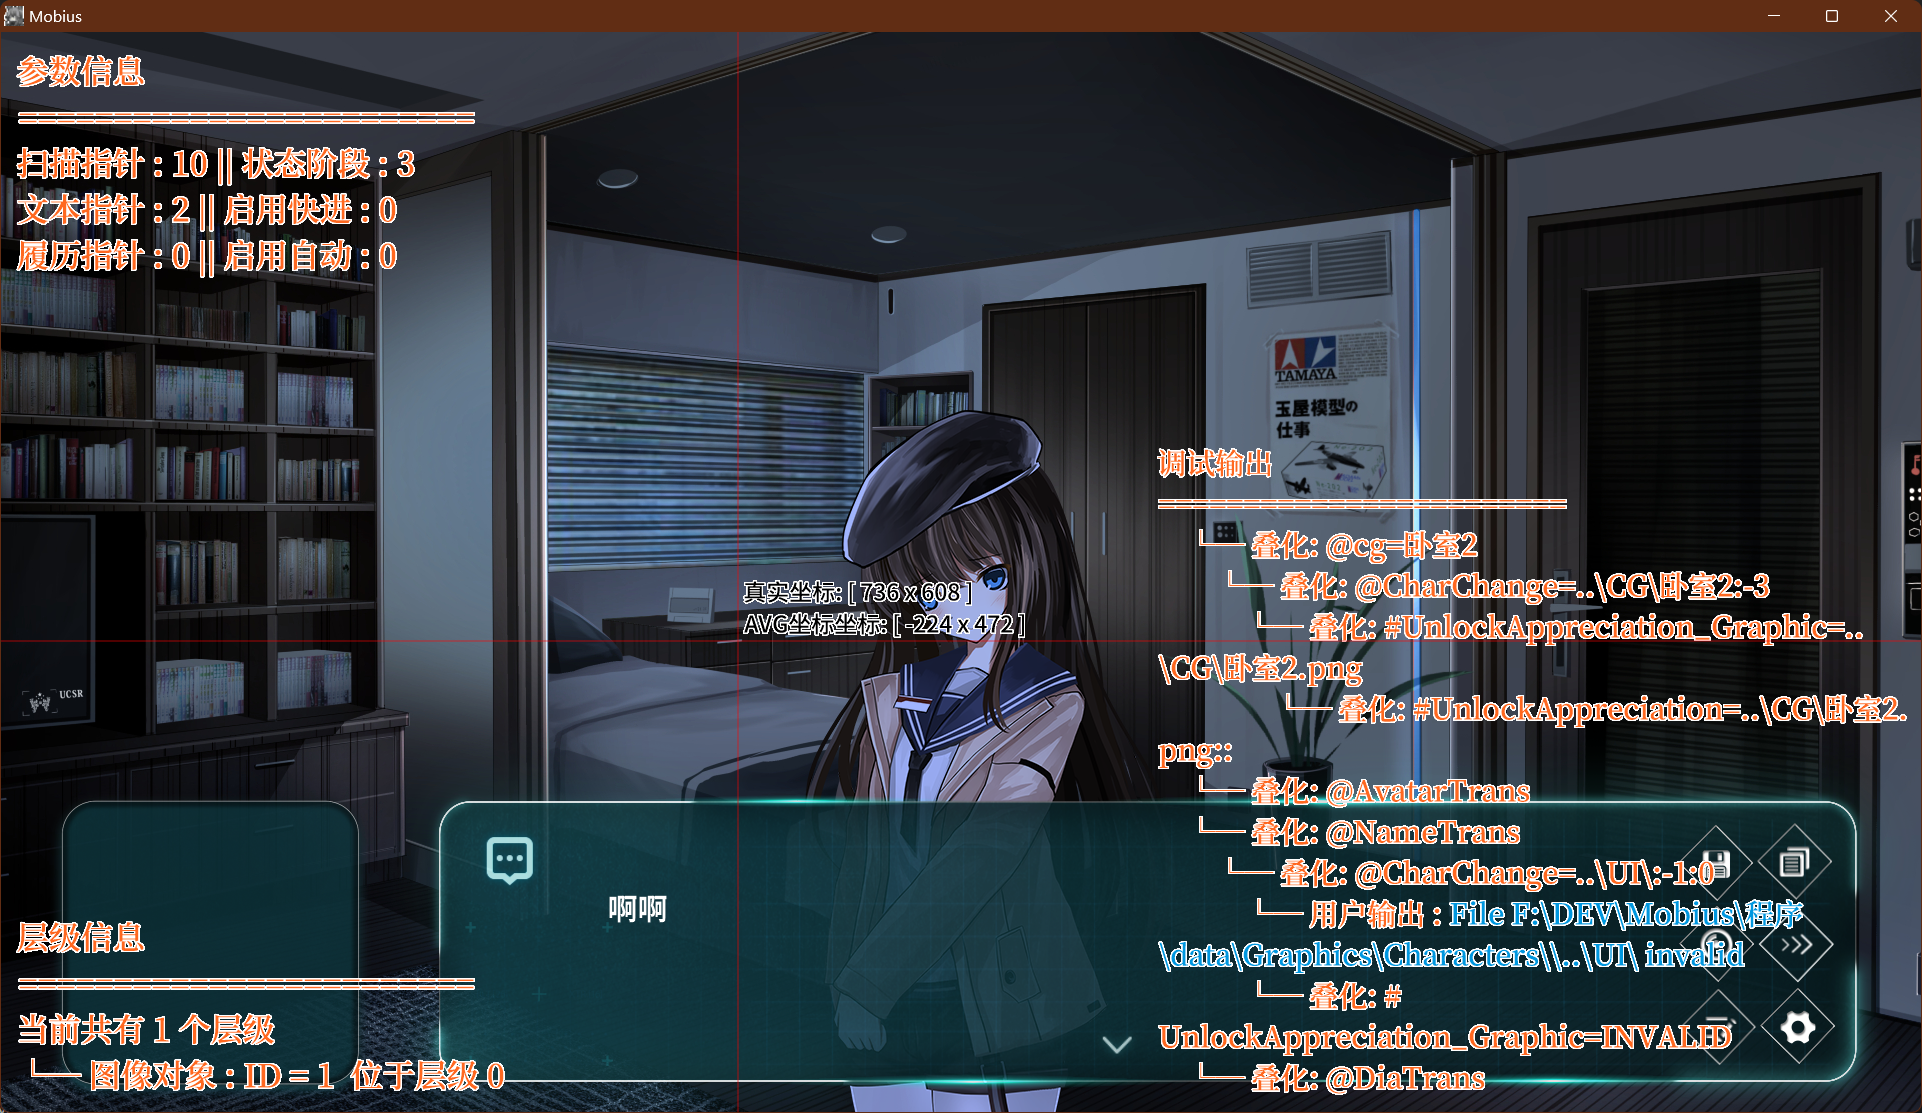 Mobius
参数信息
==========================
扫描指针 : 10 || 状态阶段 : 3
文本指针 : 2 || 启用快进 : 0
履历指针 : 0 || 启用自动 : 0
TAMAYA
玉屋模型の
仕事
调试输出
==========================
└── 叠化: @cg=卧室2
└── 叠化: @CharChange=..\CG\卧室2:-3
└── 叠化: #UnlockAppreciation_Graphic=..
\CG\卧室2.png
└── 叠化: #UnlockAppreciation=..\CG\卧室2.
png::
└── 叠化: @AvatarTrans
└── 叠化: @NameTrans
└── 叠化: @CharChange=..\UI\:-1:0
└── 用户输出 : File F:\DEV\Mobius\程序
\data\Graphics\Characters\\..\UI\ invalid
└── 叠化: #
UnlockAppreciation_Graphic=INVALID
└── 叠化: @DiaTrans
真实坐标: [ 736 x 608 ]
AVG坐标坐标: [ -224 x 472 ]
UCSR
啊啊
层级信息
==========================
当前共有 1 个层级
└── 图像对象 : ID = 1 位于层级 0